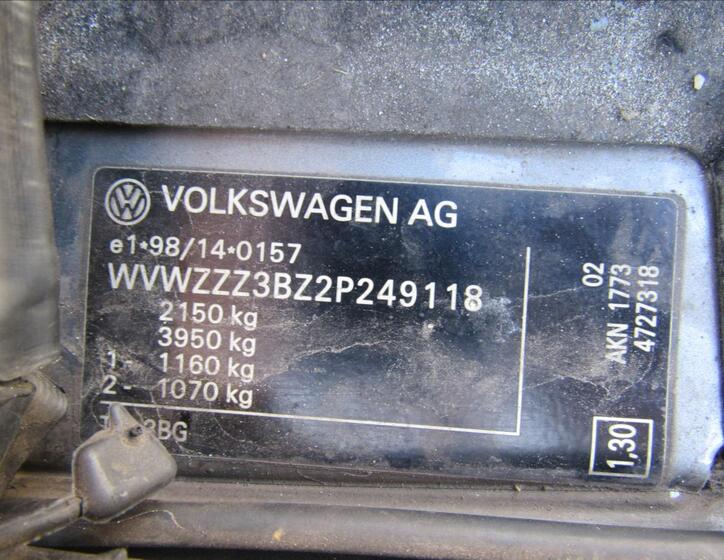 VOLKSWAGEN AG
e1*98/14*0157
WVWZZZ3BZ2P249118
2150 kg
3950 kg
1 - 1160 kg
2 - 1070 kg
3BG
02
AKN 1773
4727318
1,30